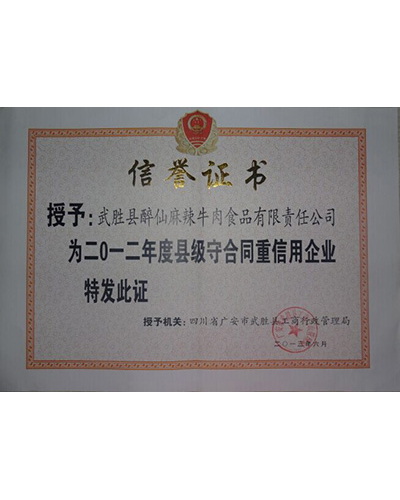 信誉证书
授予：武胜县醉仙麻辣牛肉食品有限责任公司
为二0一二年度县级守合同重信用企业
特发此证
授予机关：四川省广安市武胜县工商行政管理局
二〇一三年六月